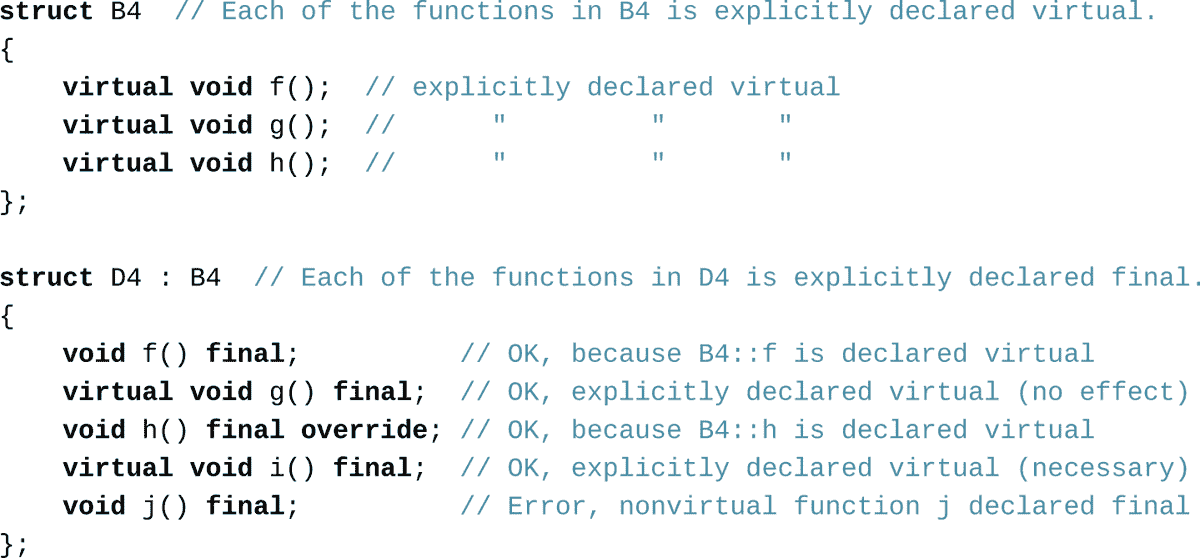 struct B4  // Each of the functions in B4 is explicitly declared virtual.
{
    virtual void f();  // explicitly declared virtual
    virtual void g();  //      "         "       "
    virtual void h();  //      "         "       "
};

struct D4 : B4  // Each of the functions in D4 is explicitly declared final.
{
    void f() final;          // OK, because B4::f is declared virtual
    virtual void g() final;  // OK, explicitly declared virtual (no effect)
    void h() final override; // OK, because B4::h is declared virtual
    virtual void i() final;  // OK, explicitly declared virtual (necessary)
    void j() final;          // Error, nonvirtual function j declared final
};